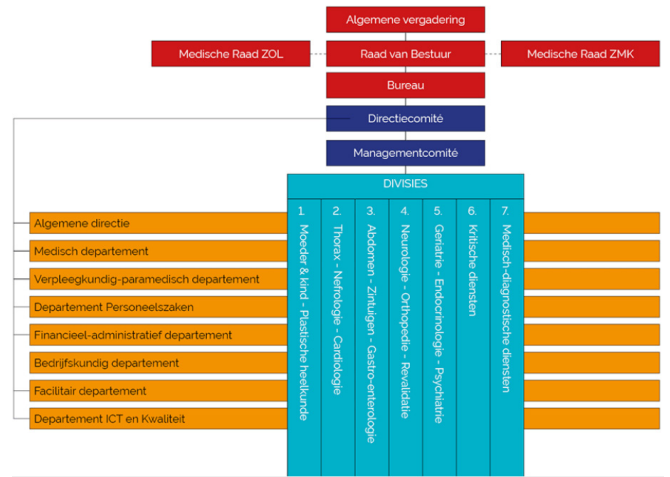 Algemene vergadering
Medische Raad ZOL
Raad van Bestuur
Medische Raad ZMK
Bureau
Directiecomité
Managementcomité
DIVISIES
1. Moeder & kind - Plastische heelkunde
2. Thorax - Nefrologie - Cardiologie
3. Abdomen - Zintuigen - Gastro-enterologie
4. Neurologie - Orthopedie - Revalidatie
5. Geriatrie - Endocrinologie - Psychiatrie
6. Kritische diensten
7. Medisch-diagnostische diensten
Algemene directie
Medisch departement
Verpleegkundig-paramedisch departement
Departement Personeelszaken
Financieel-administratief departement
Bedrijfskundig departement
Facilitair departement
Departement ICT en Kwaliteit